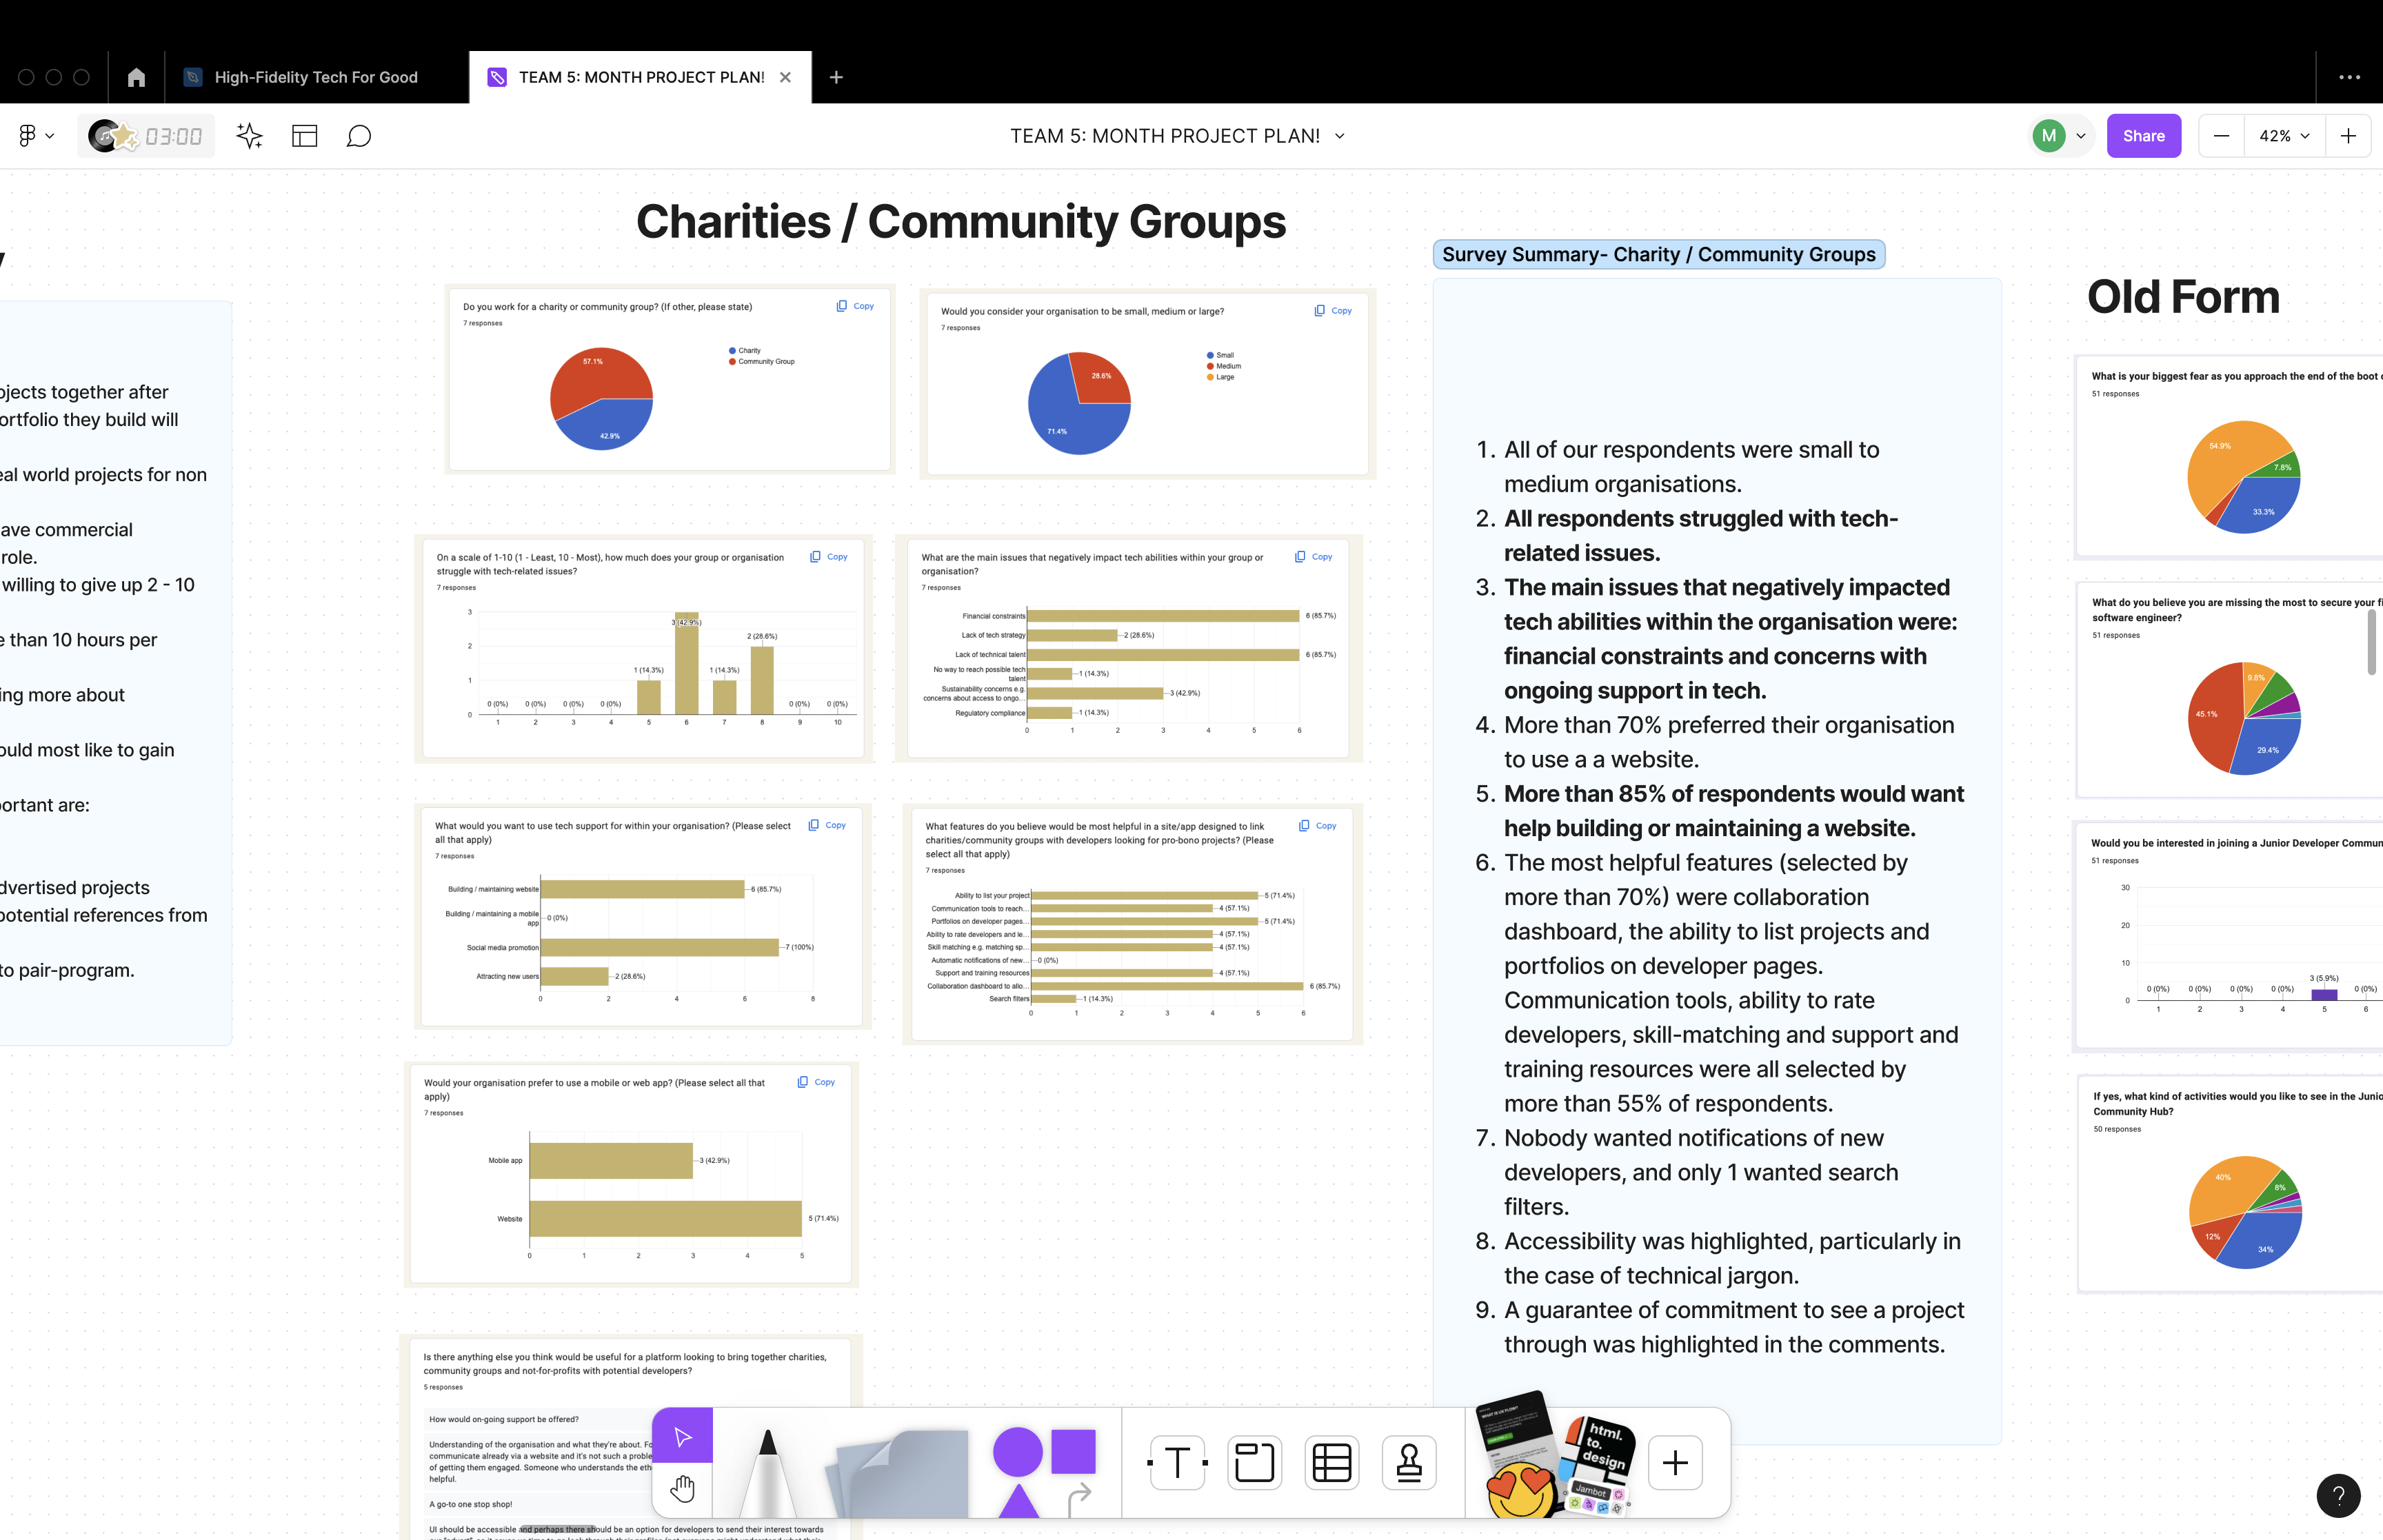 High-Fidelity Tech For Good
TEAM 5: MONTH PROJECT PLAN!
03:00
TEAM 5: MONTH PROJECT PLAN!
M
Share
42%
ojects together after
ortfolio they build will
eal world projects for non
ave commercial
role.
willing to give up 2 - 10
e than 10 hours per
ing more about
ould most like to gain
ortant are:
dvertised projects
potential references from
to pair-program.
Charities / Community Groups
Do you work for a charity or community group? (If other, please state)
Copy
7 responses
57.1%
42.9%
Charity
Community Group
Would you consider your organisation to be small, medium or large?
Copy
7 responses
28.6%
71.4%
Small
Medium
Large
On a scale of 1-10 (1 - Least, 10 - Most), how much does your group or organisation
struggle with tech-related issues?
Copy
7 responses
3
2
1
0
0 (0%) 0 (0%) 0 (0%) 0 (0%) 1 (14.3%) 3 (42.9%) 1 (14.3%) 2 (28.6%) 0 (0%) 0 (0%)
1 2 3 4 5 6 7 8 9 10
What are the main issues that negatively impact tech abilities within your group or
organisation?
Copy
7 responses
Financial constraints 6 (85.7%)
Lack of tech strategy 2 (28.6%)
Lack of technical talent 6 (85.7%)
No way to reach possible tech
talent 1 (14.3%)
Sustainability concerns e.g.
concerns about access to ongo... 3 (42.9%)
Regulatory compliance 1 (14.3%)
0 1 2 3 4 5 6
What would you want to use tech support for within your organisation? (Please select
all that apply)
Copy
7 responses
Building / maintaining website 6 (85.7%)
Building / maintaining a mobile
app 0 (0%)
Social media promotion 7 (100%)
Attracting new users 2 (28.6%)
0 2 4 6 8
What features do you believe would be most helpful in a site/app designed to link
charities/community groups with developers looking for pro-bono projects? (Please
select all that apply)
Copy
7 responses
Ability to list your project 5 (71.4%)
Communication tools to reach... 4 (57.1%)
Portfolios on developer pages... 5 (71.4%)
Ability to rate developers and le... 4 (57.1%)
Skill matching e.g. matching sp... 4 (57.1%)
Automatic notifications of new... 0 (0%)
Support and training resources 4 (57.1%)
Collaboration dashboard to allo... 6 (85.7%)
Search filters 1 (14.3%)
0 1 2 3 4 5 6
Would your organisation prefer to use a mobile or web app? (Please select all that
apply)
Copy
7 responses
Mobile app 3 (42.9%)
Website 5 (71.4%)
0 1 2 3 4 5
Is there anything else you think would be useful for a platform looking to bring together charities,
community groups and not-for-profits with potential developers?
5 responses
How would on-going support be offered?
Understanding of the organisation and what they're about. Fo
communicate already via a website and it's not such a proble
of getting them engaged. Someone who understands the eth
helpful.
A go-to one stop shop!
UI should be accessible and perhaps there should be an option for developers to send their interest towards
Survey Summary- Charity / Community Groups
1. All of our respondents were small to
medium organisations.
2. All respondents struggled with tech-
related issues.
3. The main issues that negatively impacted
tech abilities within the organisation were:
financial constraints and concerns with
ongoing support in tech.
4. More than 70% preferred their organisation
to use a a website.
5. More than 85% of respondents would want
help building or maintaining a website.
6. The most helpful features (selected by
more than 70%) were collaboration
dashboard, the ability to list projects and
portfolios on developer pages.
Communication tools, ability to rate
developers, skill-matching and support and
training resources were all selected by
more than 55% of respondents.
7. Nobody wanted notifications of new
developers, and only 1 wanted search
filters.
8. Accessibility was highlighted, particularly in
the case of technical jargon.
9. A guarantee of commitment to see a project
through was highlighted in the comments.
Old Form
What is your biggest fear as you approach the end of the boot
51 responses
54.9%
7.8%
33.3%
What do you believe you are missing the most to secure your fi
software engineer?
51 responses
9.8%
45.1%
29.4%
Would you be interested in joining a Junior Developer Commun
51 responses
30
20
10
0
0 (0%) 0 (0%) 0 (0%) 0 (0%) 3 (5.9%) 0 (0%)
1 2 3 4 5 6
If yes, what kind of activities would you like to see in the Junio
Community Hub?
50 responses
40%
8%
12%
34%
T
html.
to.
design
Jambot
?